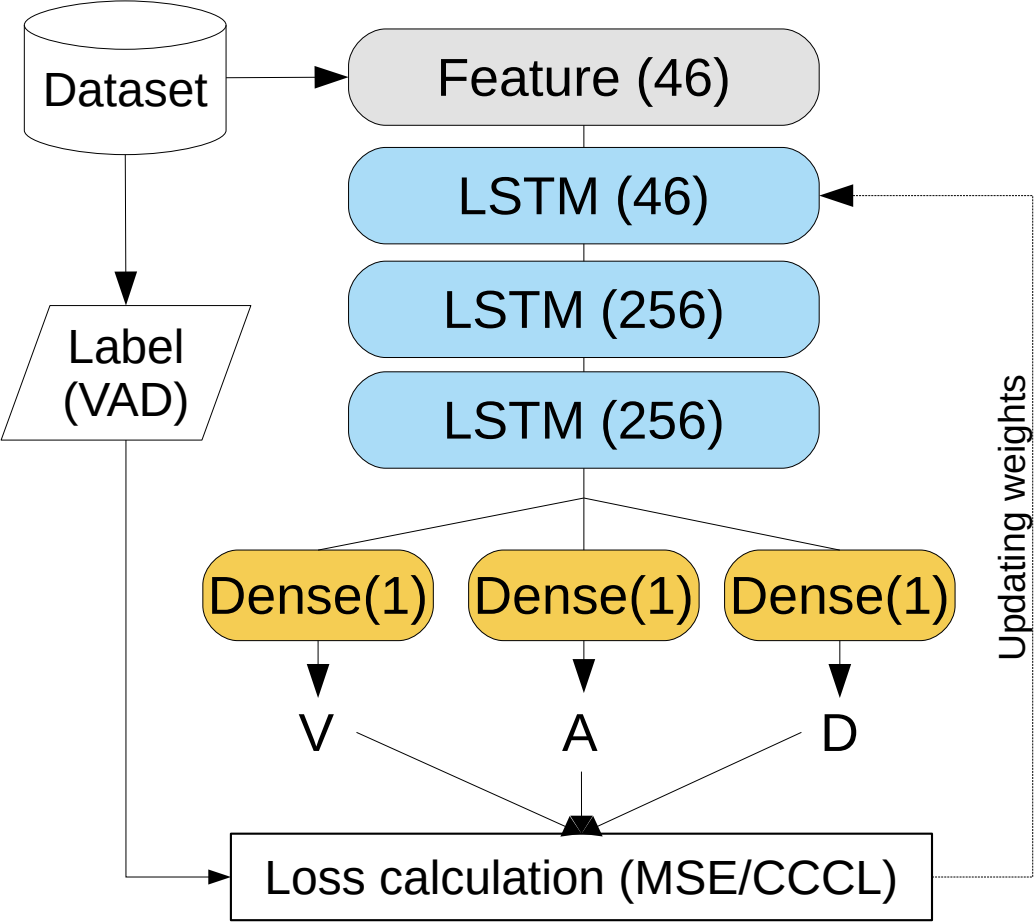 Dataset
Feature (46)
LSTM (46)
LSTM (256)
LSTM (256)
Label
(VAD)
Updating weights
Dense(1)
Dense(1)
Dense(1)
V
A
D
Loss calculation (MSE/CCCL)